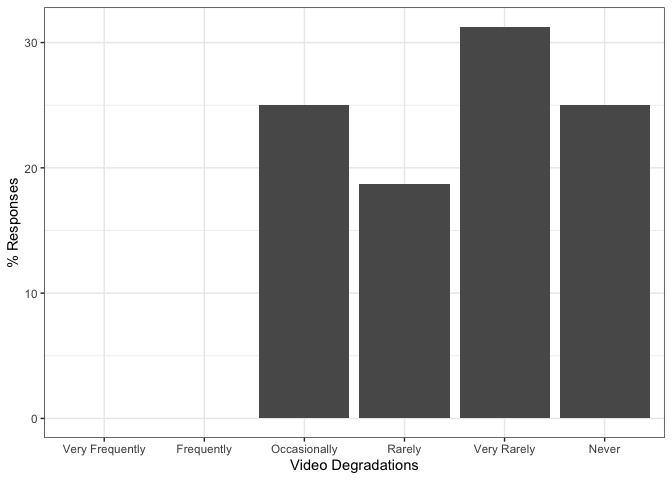 % Responses
30
20
10
0
Very Frequently Frequently Occasionally Rarely Very Rarely Never
Video Degradations